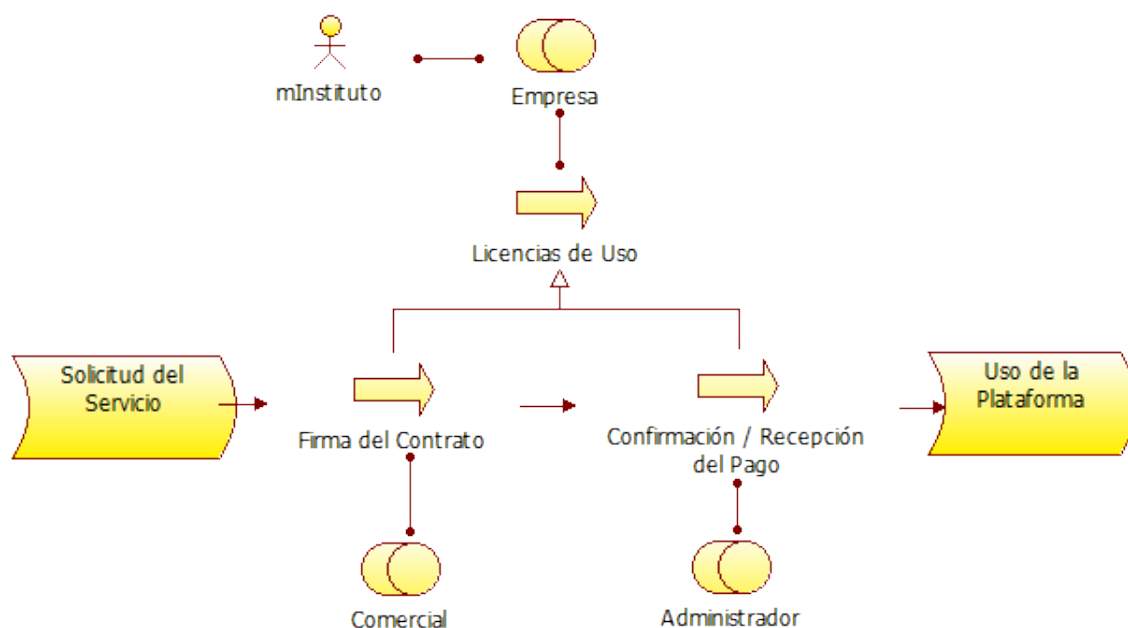 mInstituto
Empresa
Licencias de Uso
Solicitud del
Servicio
Firma del Contrato
Confirmación / Recepción
del Pago
Uso de la
Plataforma
Comercial
Administrador